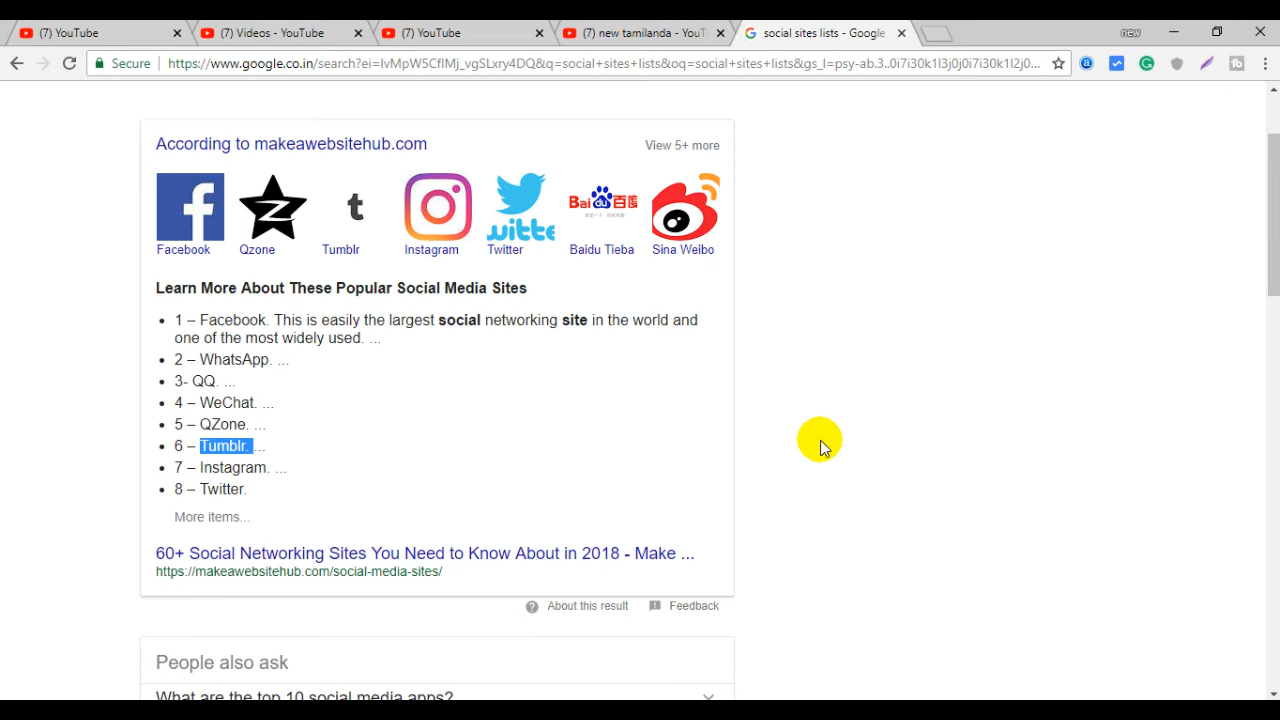 (7) YouTube
(7) Videos - YouTube
(7) YouTube
(7) new tamilanda - YouT
social sites lists - Google
new
Secure
https://www.google.co.in/search?ei=IvMpW5CfIMj_vgSLxry4DQ&q=social+sites+lists&oq=social+sites+lists&gs_l=psy-ab.3..0i7i30k1l3j0j0i7i30k1l2j0...
According to makeawebsitehub.com
View 5+ more
t
Bai 百度
Facebook
Qzone
Tumblr
Instagram
Twitter
Baidu Tieba
Sina Weibo
Learn More About These Popular Social Media Sites
• 1 – Facebook. This is easily the largest social networking site in the world and
one of the most widely used. ...
• 2 – WhatsApp. ...
• 3- QQ. ...
• 4 – WeChat. ...
• 5 – QZone. ...
• 6 – Tumblr. ...
• 7 – Instagram. ...
• 8 – Twitter.
More items...
60+ Social Networking Sites You Need to Know About in 2018 - Make ...
https://makeawebsitehub.com/social-media-sites/
About this result
Feedback
People also ask
What are the top 10 social media apps?